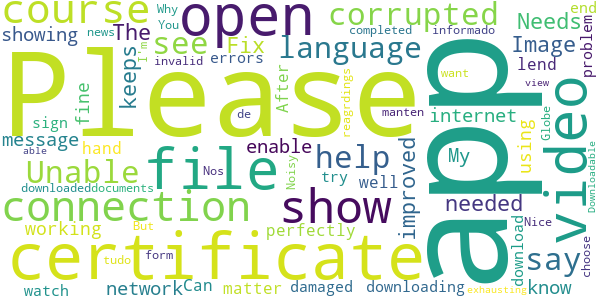 course Why You news The I'm open corrupted completed informado Needs end
showing keeps see Fix invalid errors language Image lend problem
Please app video
fine After reagrdings want view Globe Downloadable
sign message able hand Unable file enable help try well internet My using
downloaded documents Nos de Noisy show manten improved needed download Nice choose
connection working But perfectly say
certificate
tudo form watch network Can matter damaged downloading know exhausting